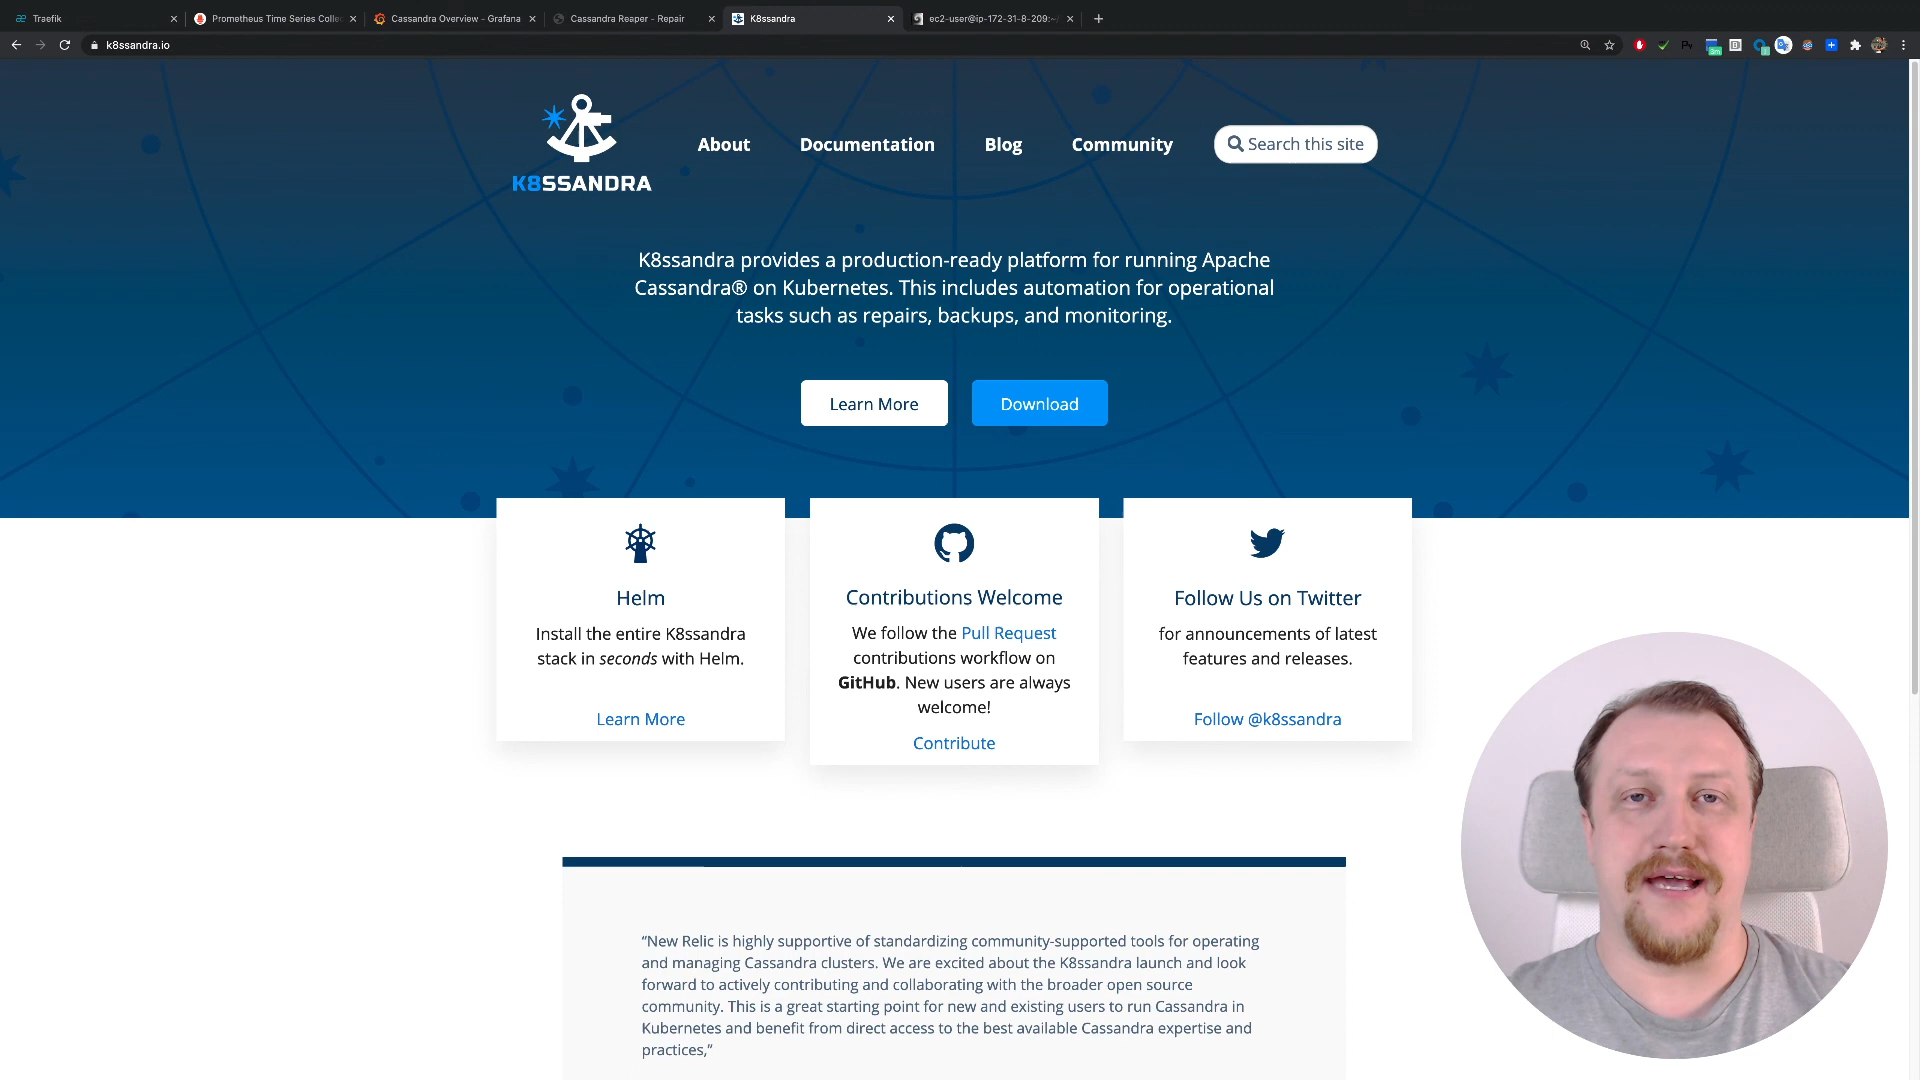 Traefik
Prometheus Time Series Colle
Cassandra Overview - Grafana
Cassandra Reaper - Repair
K8ssandra
ec2-user@ip-172-31-8-209:~/
k8ssandra.io
K8SSANDRA
About
Documentation
Blog
Community
Search this site
K8ssandra provides a production-ready platform for running Apache
Cassandra® on Kubernetes. This includes automation for operational
tasks such as repairs, backups, and monitoring.
Learn More
Download
Helm
Install the entire K8ssandra
stack in seconds with Helm.
Learn More
Contributions Welcome
We follow the Pull Request
contributions workflow on
GitHub. New users are always
welcome!
Contribute
Follow Us on Twitter
for announcements of latest
features and releases.
Follow @k8ssandra
“New Relic is highly supportive of standardizing community-supported tools for operating
and managing Cassandra clusters. We are excited about the K8ssandra launch and look
forward to actively contributing and collaborating with the broader open source
community. This is a great starting point for new and existing users to run Cassandra in
Kubernetes and benefit from direct access to the best available Cassandra expertise and
practices,”